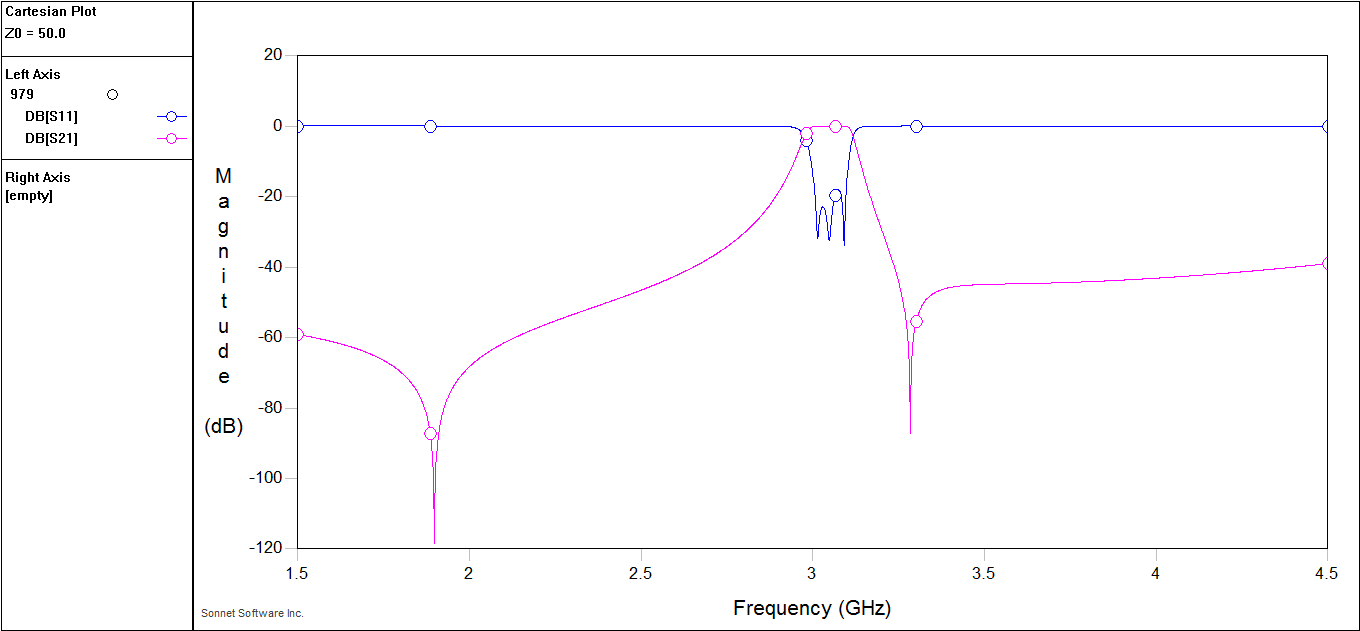 Cartesian Plot
Z0 = 50.0
Left Axis
979
DB[S11]
DB[S21]
Right Axis
[empty]
20
0
-20
-40
-60
-80
-100
-120
Magnitude
(dB)
1.5 2 2.5 3 3.5 4 4.5
Frequency (GHz)
Sonnet Software Inc.